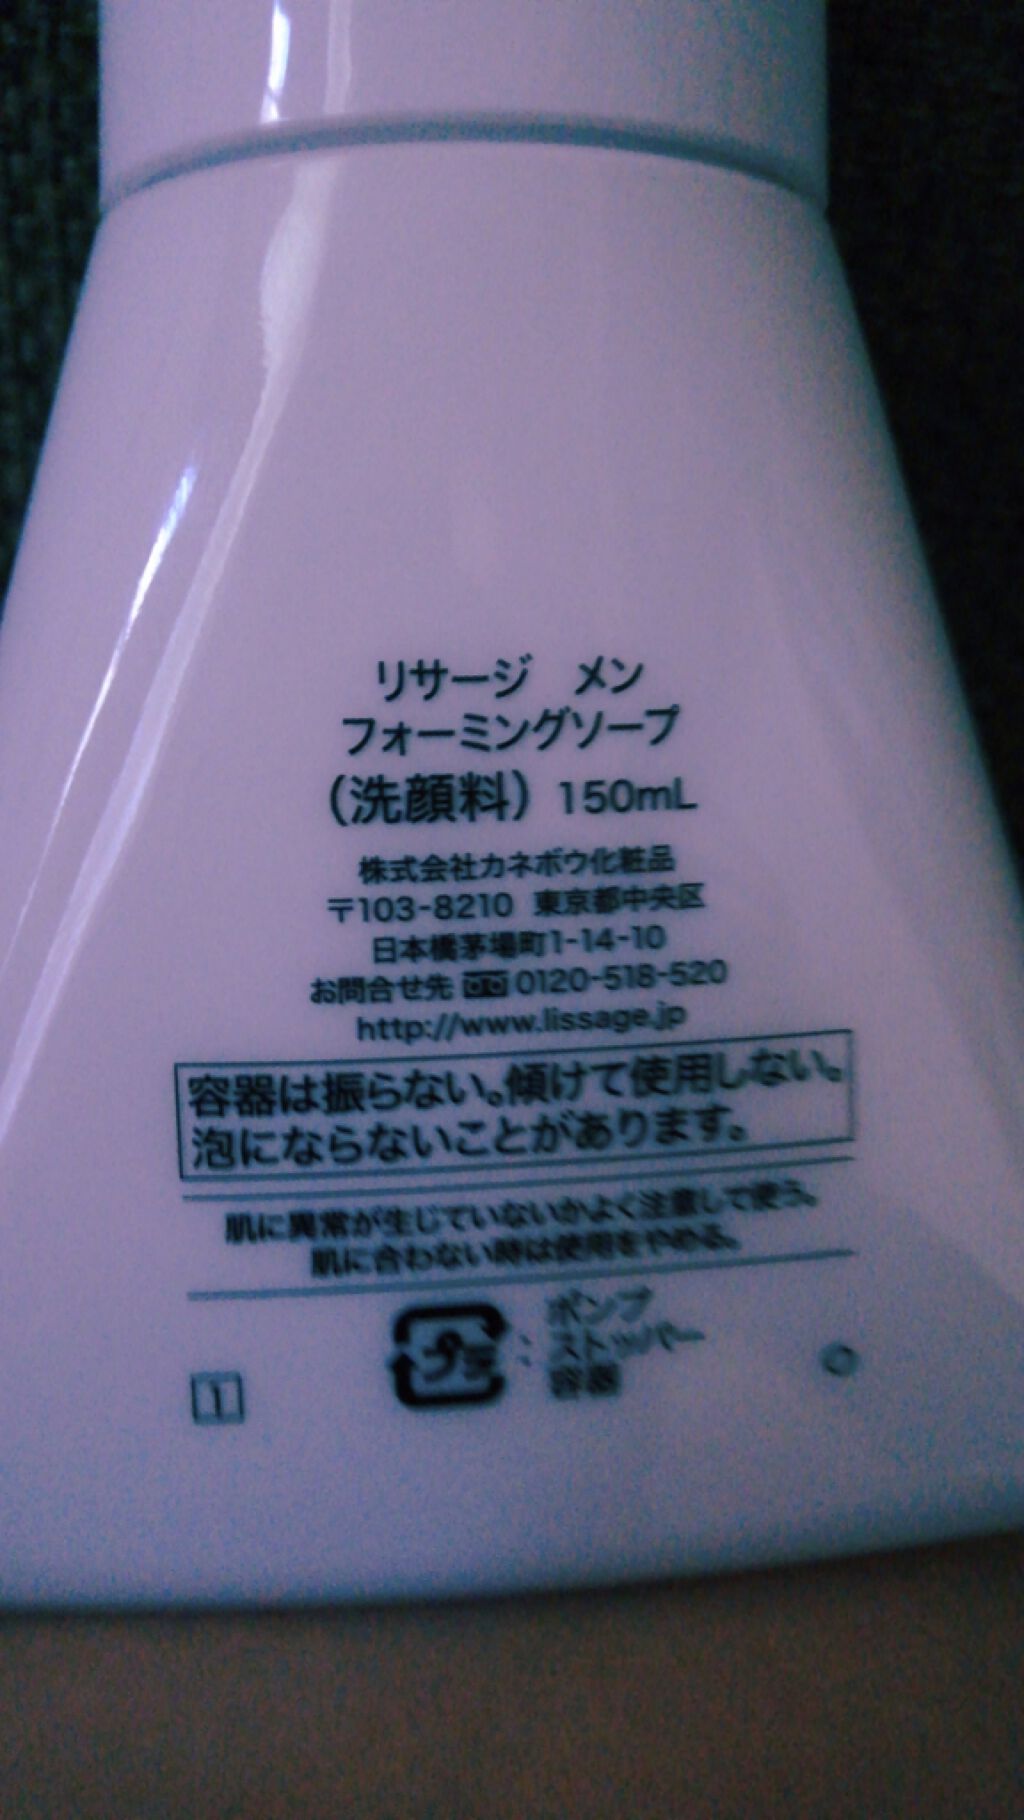 リサージ メン
フォーミングソープ
(洗顔料) 150mL
株式会社カネボウ化粧品
〒103-8210 東京都中央区
日本橋茅場町1-14-10
お問合せ先 0120-518-520
http://www.lissage.jp
容器は振らない。傾けて使用しない。
泡にならないことがあります。
肌に異常が生じていないかよく注意して使う。
肌に合わない時は使用をやめる。
プラ : ポンプ
ストッパー
容器
1